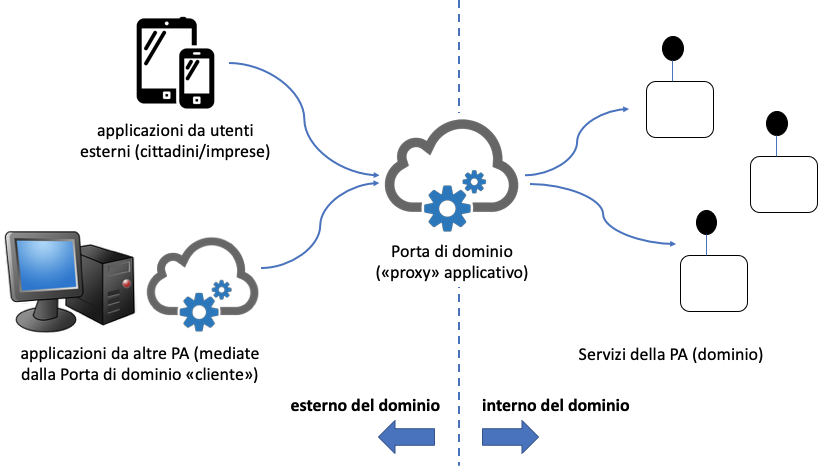 applicazioni da utenti
esterni (cittadini/imprese)
Porta di dominio
(«proxy» applicativo)
applicazioni da altre PA (mediate
dalla Porta di dominio «cliente»)
Servizi della PA (dominio)
esterno del dominio
interno del dominio